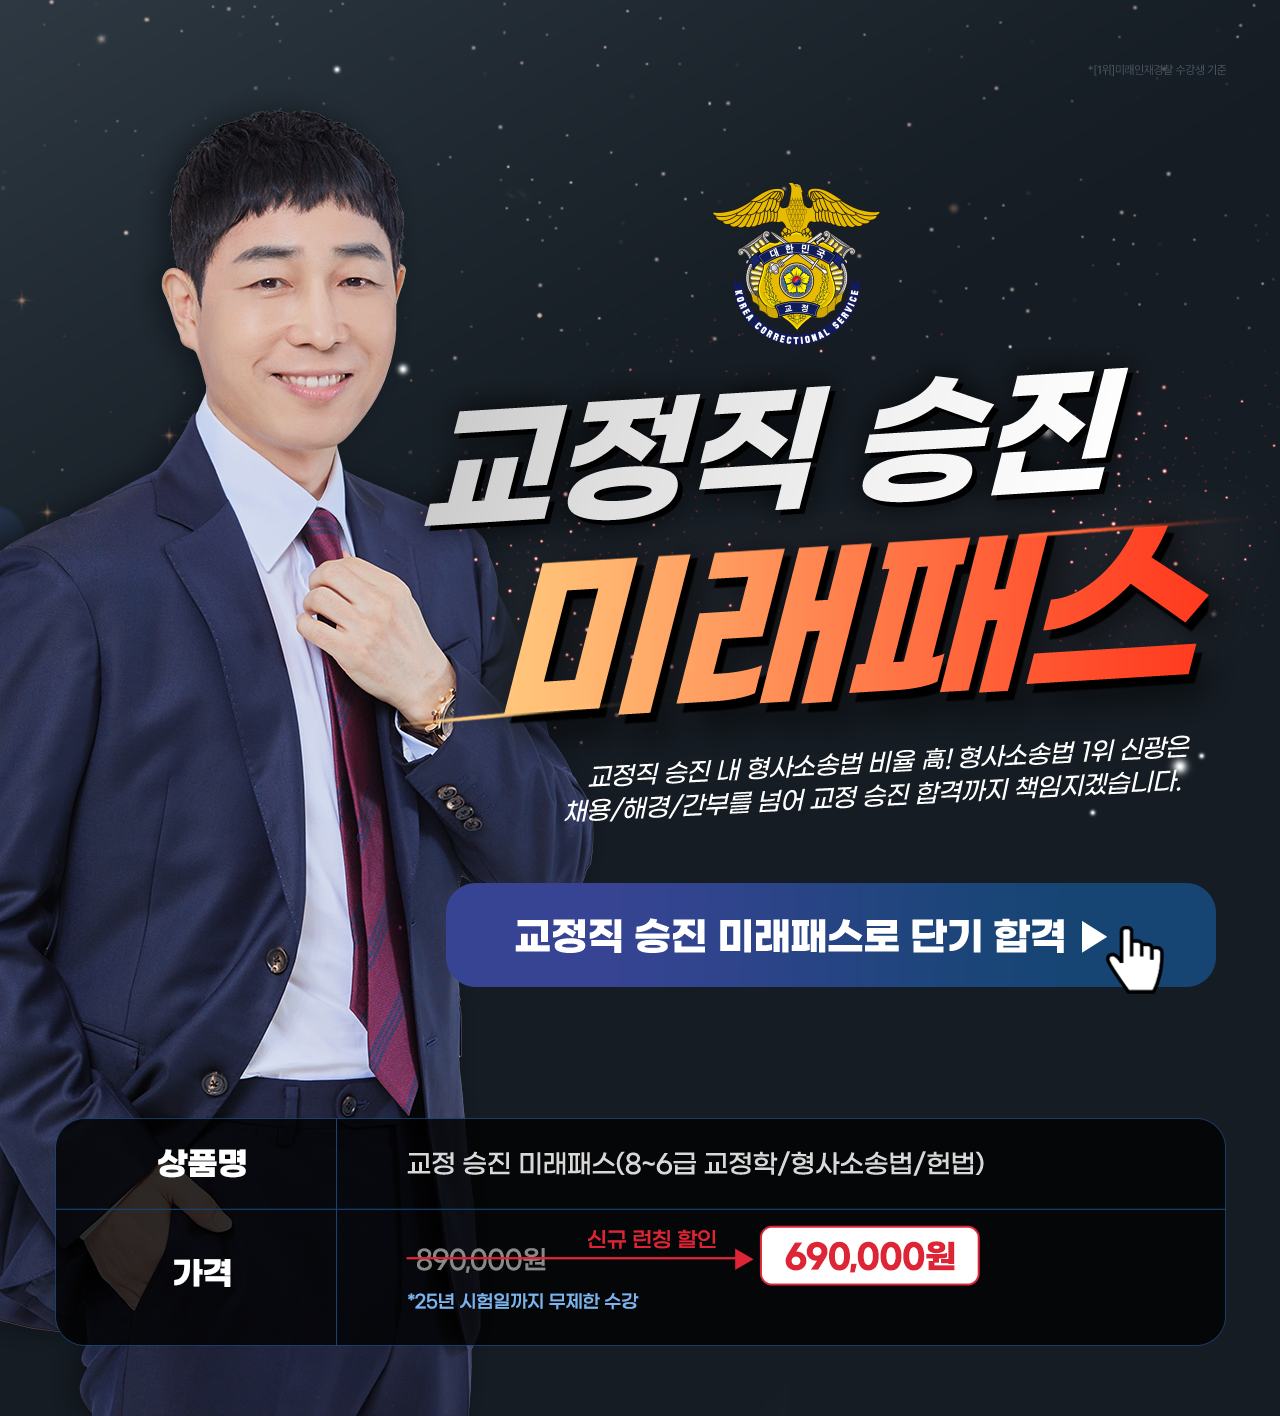 *[1위]미래인재경찰 수강생 기준
대한민국
교정
KOREA CORRECTIONAL SERVICE
교정직 승진
미래패스
교정직 승진 내 형사소송법 비율 高! 형사소송법 1위 신광은
채용/해경/간부를 넘어 교정 승진 합격까지 책임지겠습니다.
교정직 승진 미래패스로 단기 합격 ▶
상품명
교정 승진 미래패스(8~6급 교정학/형사소송법/헌법)
가격
신규 런칭 할인
890,000원
690,000원
*25년 시험일까지 무제한 수강